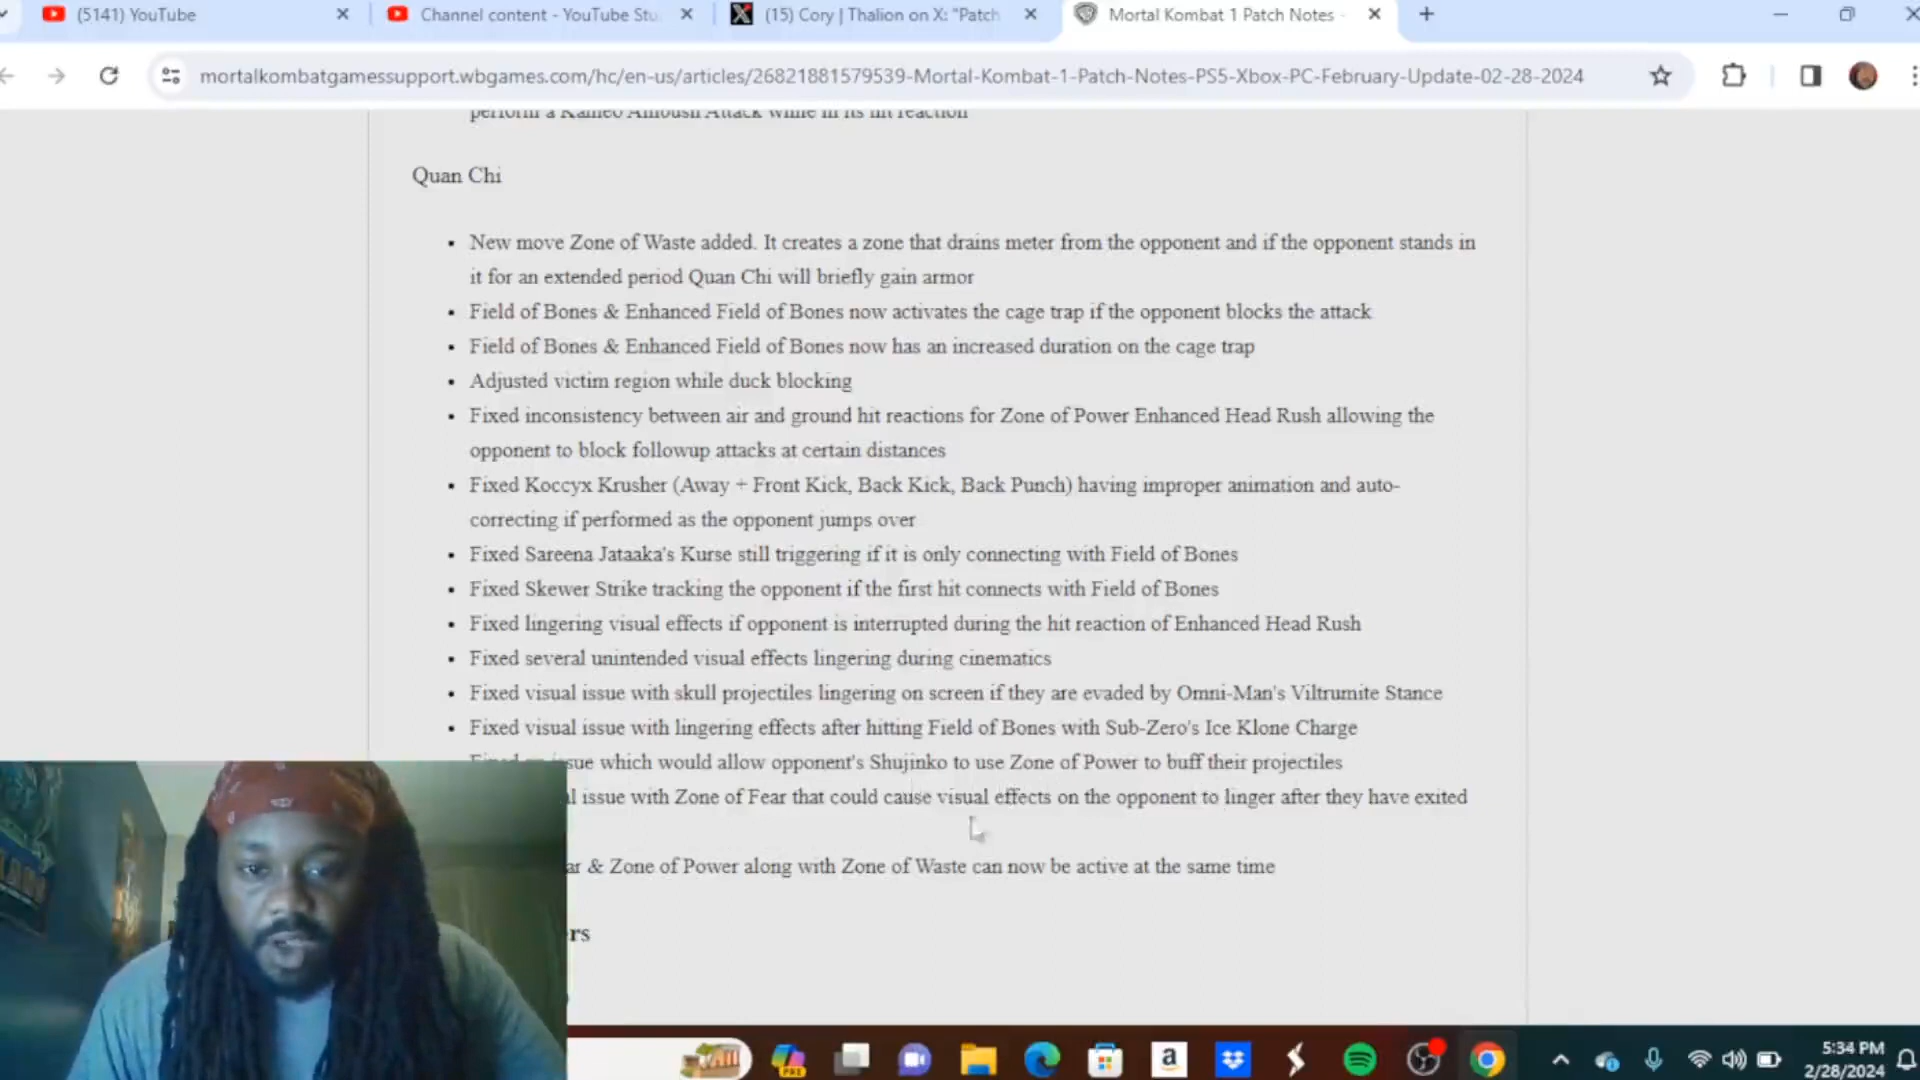 (5141) YouTube
Channel content - YouTube Stu
(15) Cory | Thalion on X: "Patch
Mortal Kombat 1 Patch Notes -
mortalkombatgamessupport.wbgames.com/hc/en-us/articles/26821881579539-Mortal-Kombat-1-Patch-Notes-PS5-Xbox-PC-February-Update-02-28-2024
perform a Kameo Ambush Attack while in its hit reaction
Quan Chi
• New move Zone of Waste added. It creates a zone that drains meter from the opponent and if the opponent stands in
it for an extended period Quan Chi will briefly gain armor
• Field of Bones & Enhanced Field of Bones now activates the cage trap if the opponent blocks the attack
• Field of Bones & Enhanced Field of Bones now has an increased duration on the cage trap
• Adjusted victim region while duck blocking
• Fixed inconsistency between air and ground hit reactions for Zone of Power Enhanced Head Rush allowing the
opponent to block followup attacks at certain distances
• Fixed Koccyx Krusher (Away + Front Kick, Back Kick, Back Punch) having improper animation and auto-
correcting if performed as the opponent jumps over
• Fixed Sareena Jataaka's Kurse still triggering if it is only connecting with Field of Bones
• Fixed Skewer Strike tracking the opponent if the first hit connects with Field of Bones
• Fixed lingering visual effects if opponent is interrupted during the hit reaction of Enhanced Head Rush
• Fixed several unintended visual effects lingering during cinematics
• Fixed visual issue with skull projectiles lingering on screen if they are evaded by Omni-Man's Viltrumite Stance
• Fixed visual issue with lingering effects after hitting Field of Bones with Sub-Zero's Ice Klone Charge
which would allow opponent's Shujinko to use Zone of Power to buff their projectiles
issue with Zone of Fear that could cause visual effects on the opponent to linger after they have exited
& Zone of Power along with Zone of Waste can now be active at the same time
rs
PRE
a
5:34 PM
2/28/2024